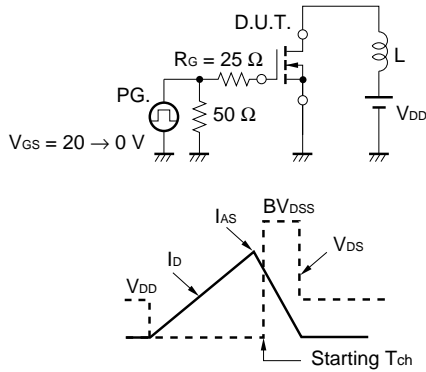 D.U.T.
RG = 25 Ω
L
PG.
50 Ω
VDD
VGS = 20 → 0 V
BVDSS
IAS
ID
VDS
VDD
Starting Tch